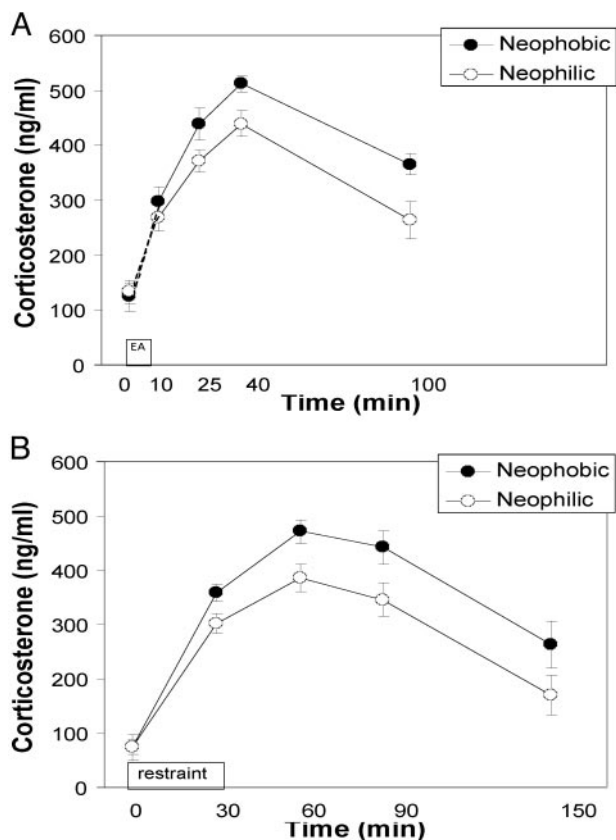 A
600
500
400
300
200
100
0
Corticosterone (ng/ml)
Neophobic
Neophilic
EA
0 10 25 40 100
Time (min)
B
600
500
400
300
200
100
0
Corticosterone (ng/ml)
Neophobic
Neophilic
restraint
0 30 60 90 150
Time (min)